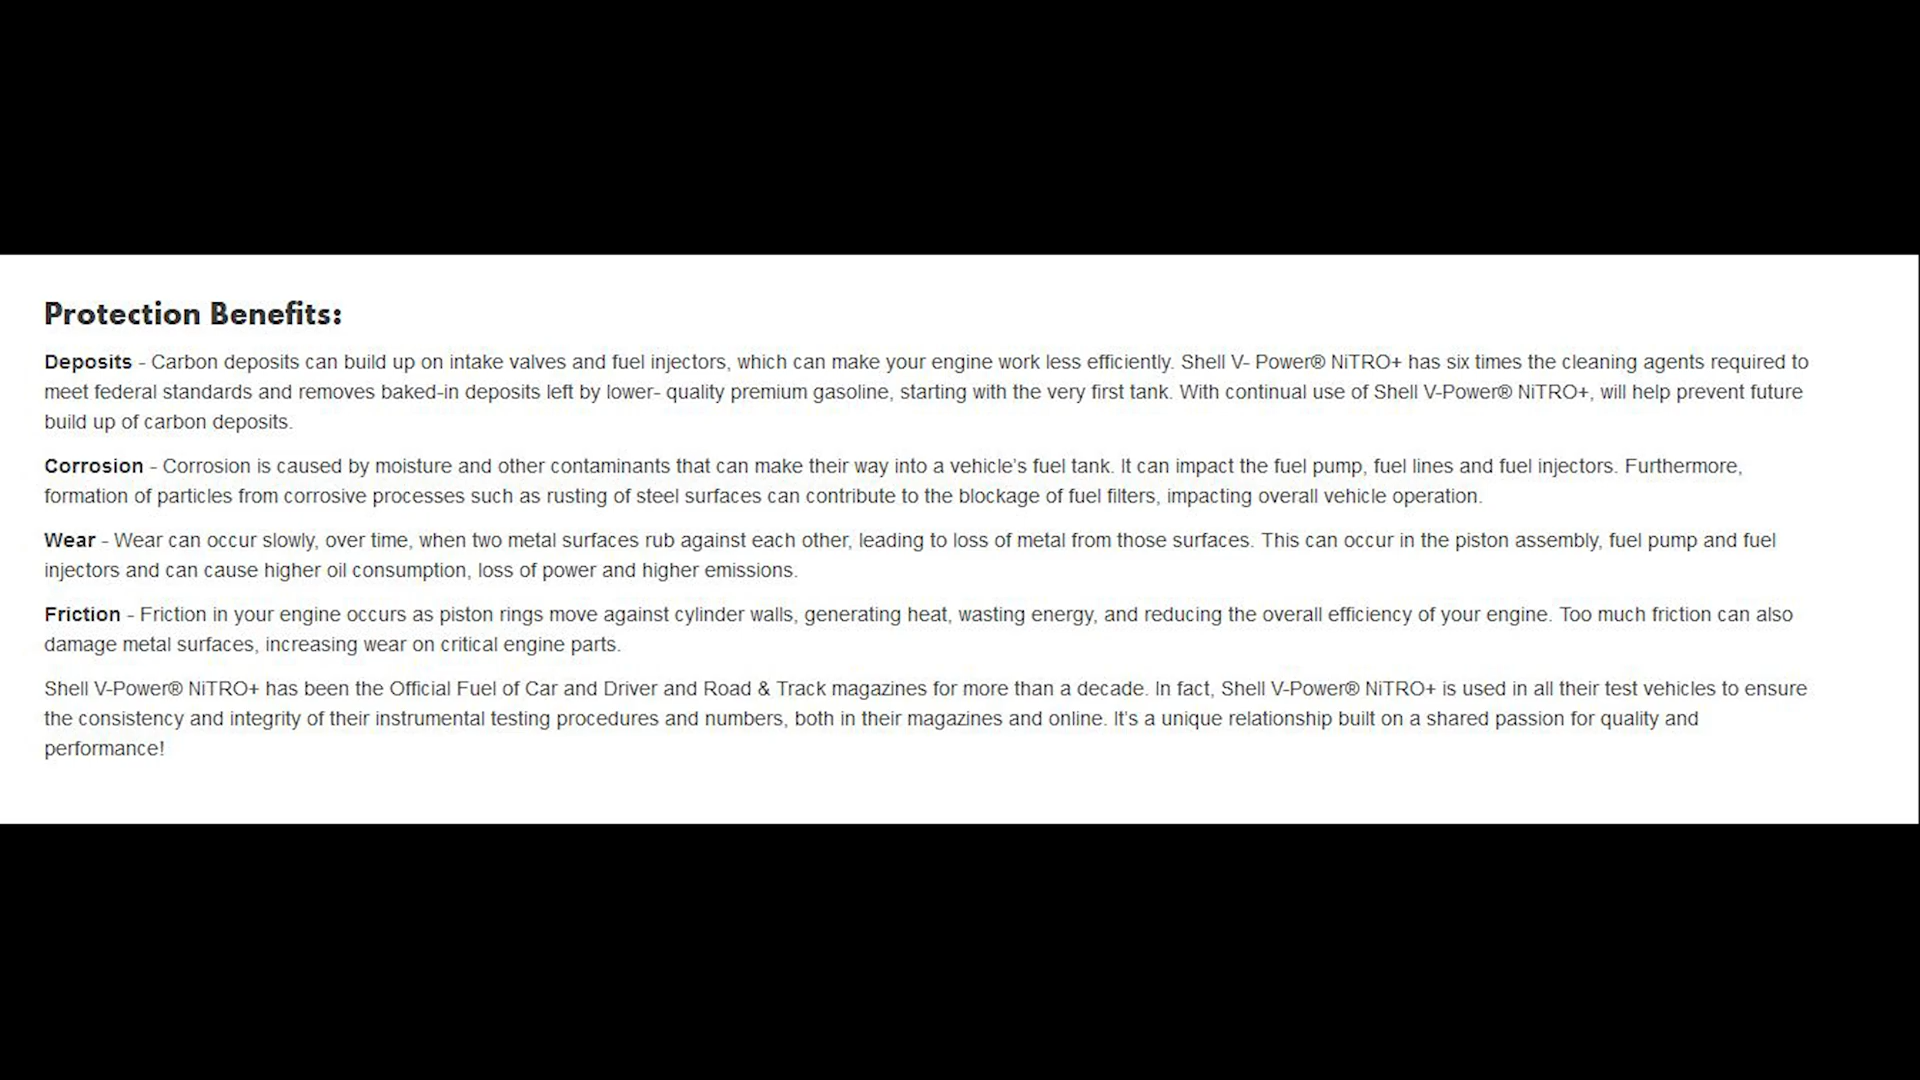 Protection Benefits:
Deposits - Carbon deposits can build up on intake valves and fuel injectors, which can make your engine work less efficiently. Shell V- Power® NiTRO+ has six times the cleaning agents required to
meet federal standards and removes baked-in deposits left by lower- quality premium gasoline, starting with the very first tank. With continual use of Shell V-Power® NiTRO+, will help prevent future
build up of carbon deposits.
Corrosion - Corrosion is caused by moisture and other contaminants that can make their way into a vehicle’s fuel tank. It can impact the fuel pump, fuel lines and fuel injectors. Furthermore,
formation of particles from corrosive processes such as rusting of steel surfaces can contribute to the blockage of fuel filters, impacting overall vehicle operation.
Wear - Wear can occur slowly, over time, when two metal surfaces rub against each other, leading to loss of metal from those surfaces. This can occur in the piston assembly, fuel pump and fuel
injectors and can cause higher oil consumption, loss of power and higher emissions.
Friction - Friction in your engine occurs as piston rings move against cylinder walls, generating heat, wasting energy, and reducing the overall efficiency of your engine. Too much friction can also
damage metal surfaces, increasing wear on critical engine parts.
Shell V-Power® NiTRO+ has been the Official Fuel of Car and Driver and Road & Track magazines for more than a decade. In fact, Shell V-Power® NiTRO+ is used in all their test vehicles to ensure
the consistency and integrity of their instrumental testing procedures and numbers, both in their magazines and online. It’s a unique relationship built on a shared passion for quality and
performance!